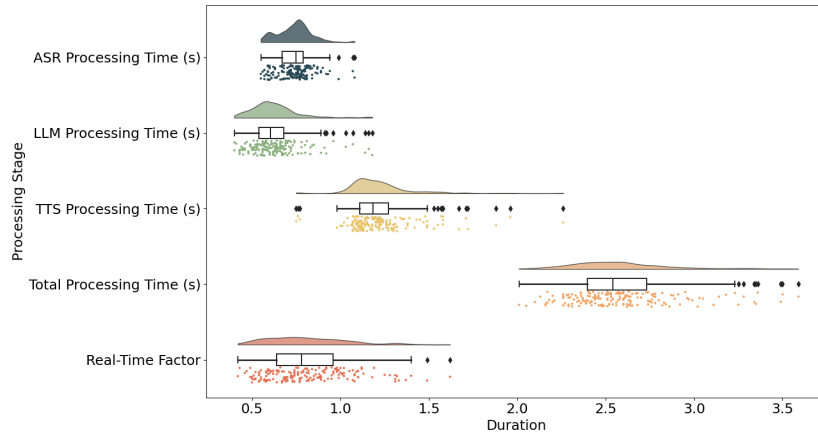 ASR Processing Time (s)
LLM Processing Time (s)
TTS Processing Time (s)
Total Processing Time (s)
Real-Time Factor
Processing Stage
0.5 1.0 1.5 2.0 2.5 3.0 3.5
Duration